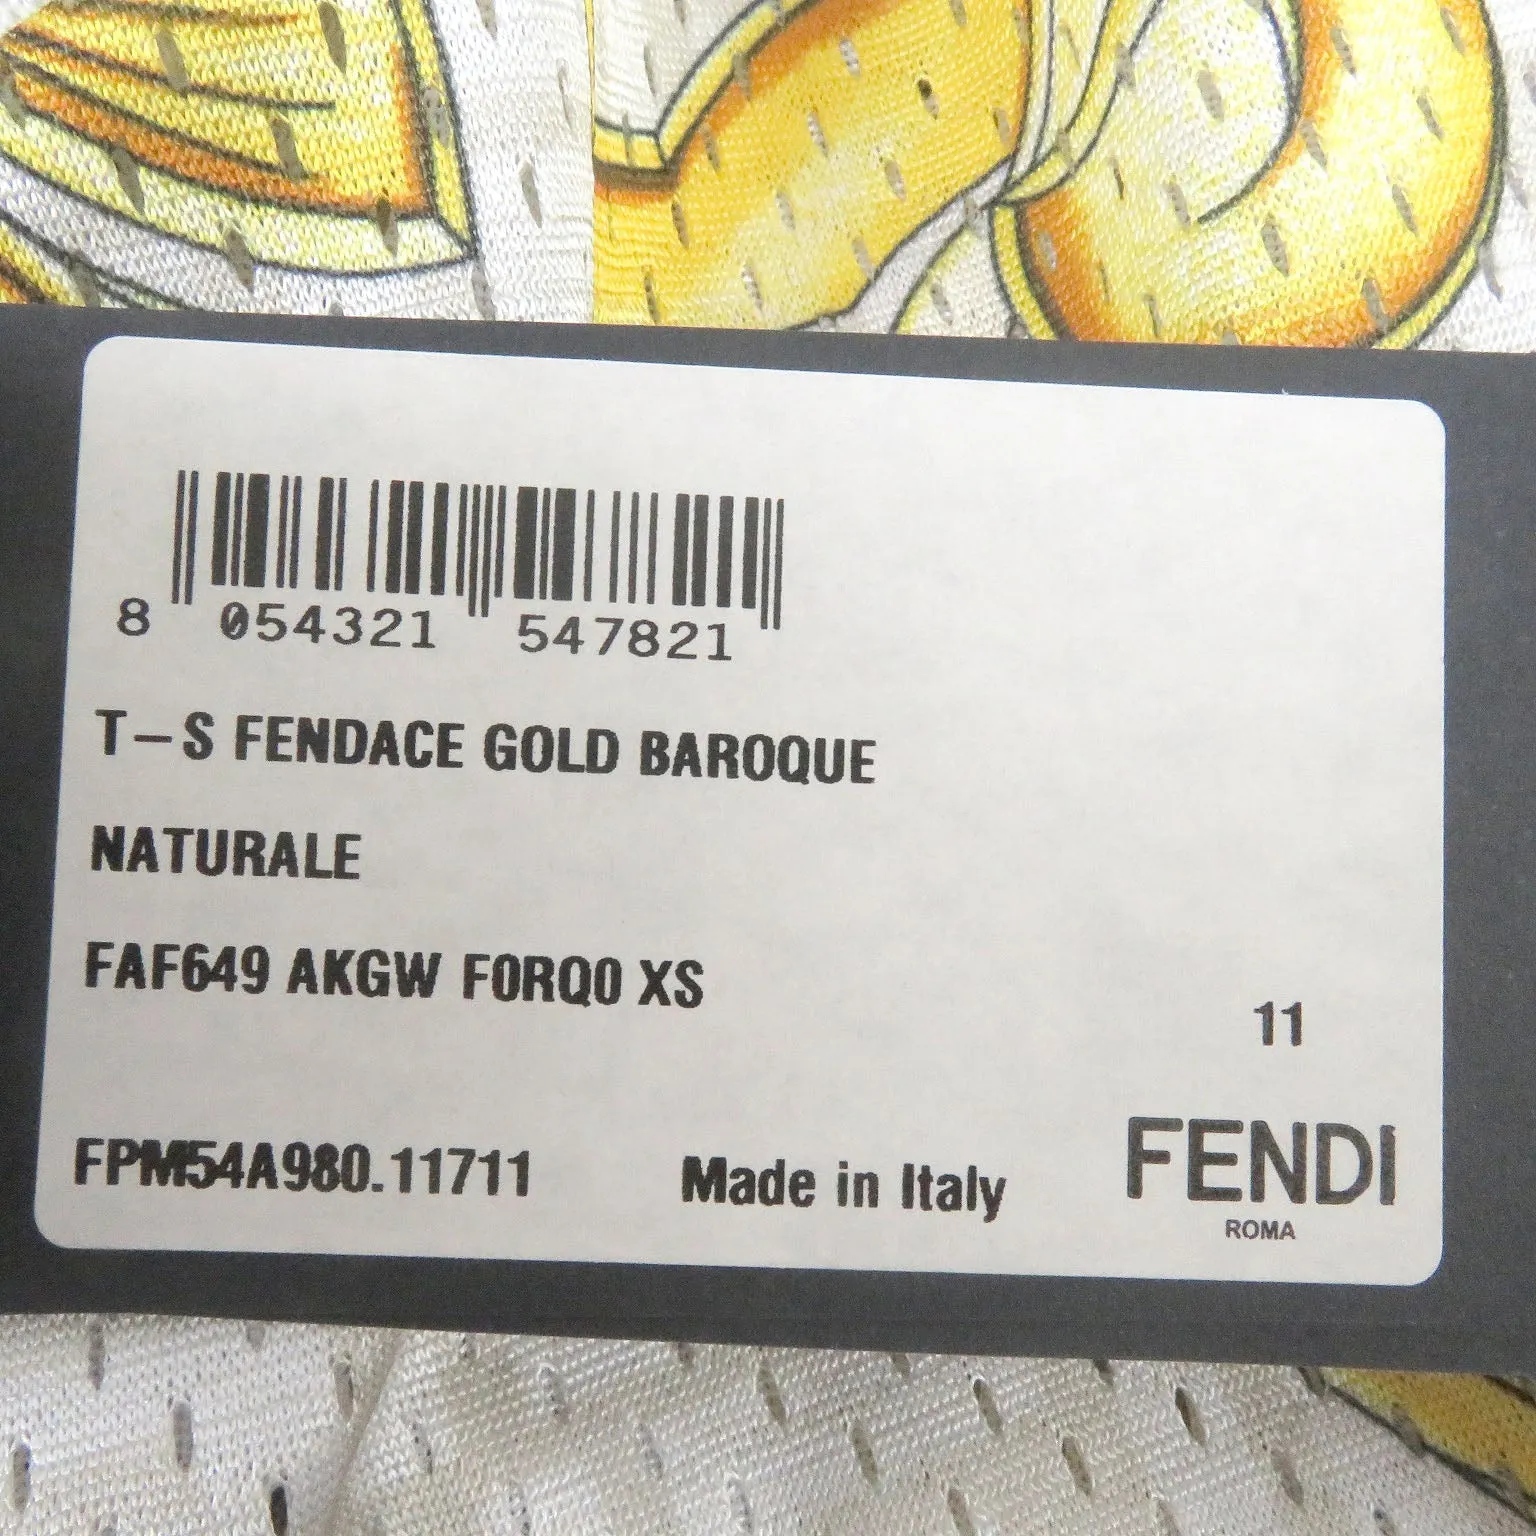 8 054321 547821
T-S FENDACE GOLD BAROQUE
NATURALE
FAF649 AKGW F0RQ0 XS
11
FPM54A980.11711 Made in Italy FENDI
ROMA